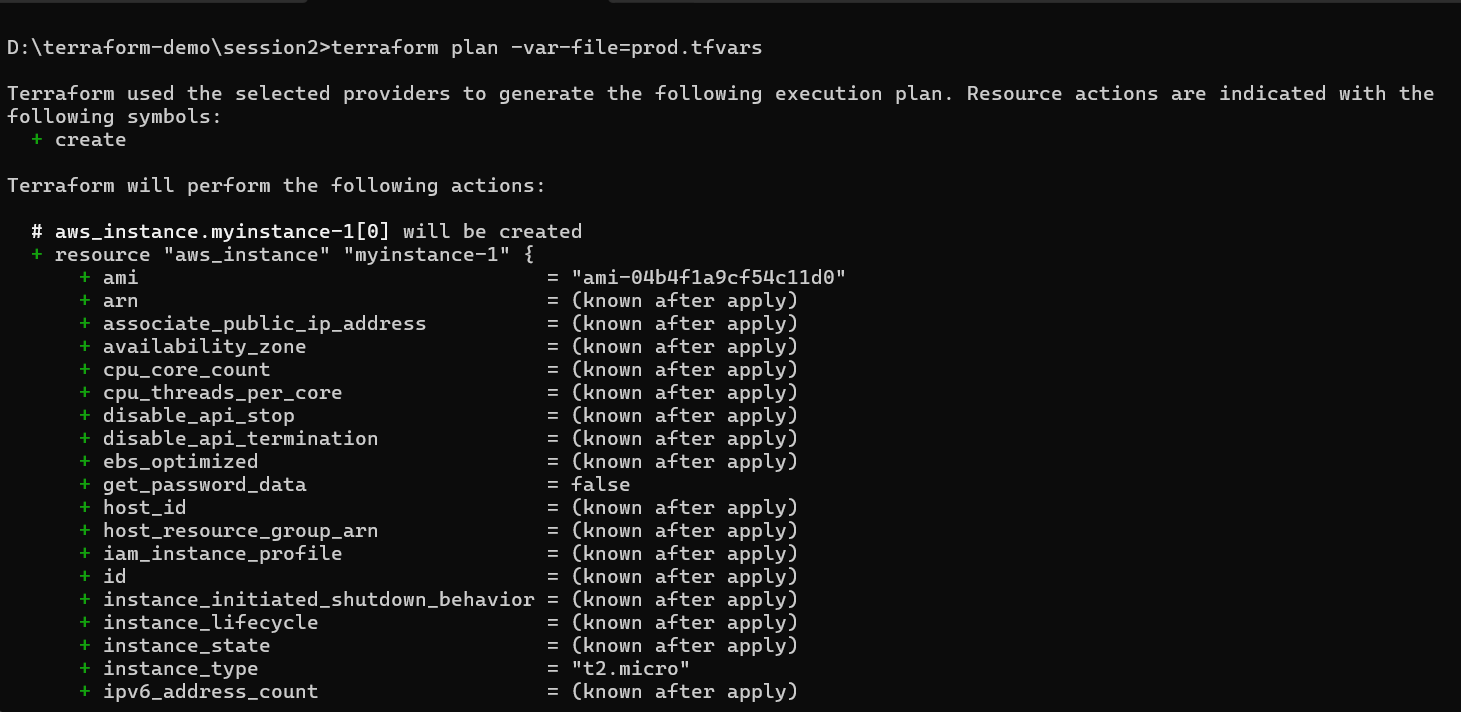 D:\terraform-demo\session2>terraform plan -var-file=prod.tfvars
Terraform used the selected providers to generate the following execution plan. Resource actions are indicated with the
following symbols:
+ create
Terraform will perform the following actions:
# aws_instance.myinstance-1[0] will be created
+ resource "aws_instance" "myinstance-1" {
+ ami = "ami-04b4f1a9cf54c11d0"
+ arn = (known after apply)
+ associate_public_ip_address = (known after apply)
+ availability_zone = (known after apply)
+ cpu_core_count = (known after apply)
+ cpu_threads_per_core = (known after apply)
+ disable_api_stop = (known after apply)
+ disable_api_termination = (known after apply)
+ ebs_optimized = (known after apply)
+ get_password_data = false
+ host_id = (known after apply)
+ host_resource_group_arn = (known after apply)
+ iam_instance_profile = (known after apply)
+ id = (known after apply)
+ instance_initiated_shutdown_behavior = (known after apply)
+ instance_lifecycle = (known after apply)
+ instance_state = (known after apply)
+ instance_type = "t2.micro"
+ ipv6_address_count = (known after apply)